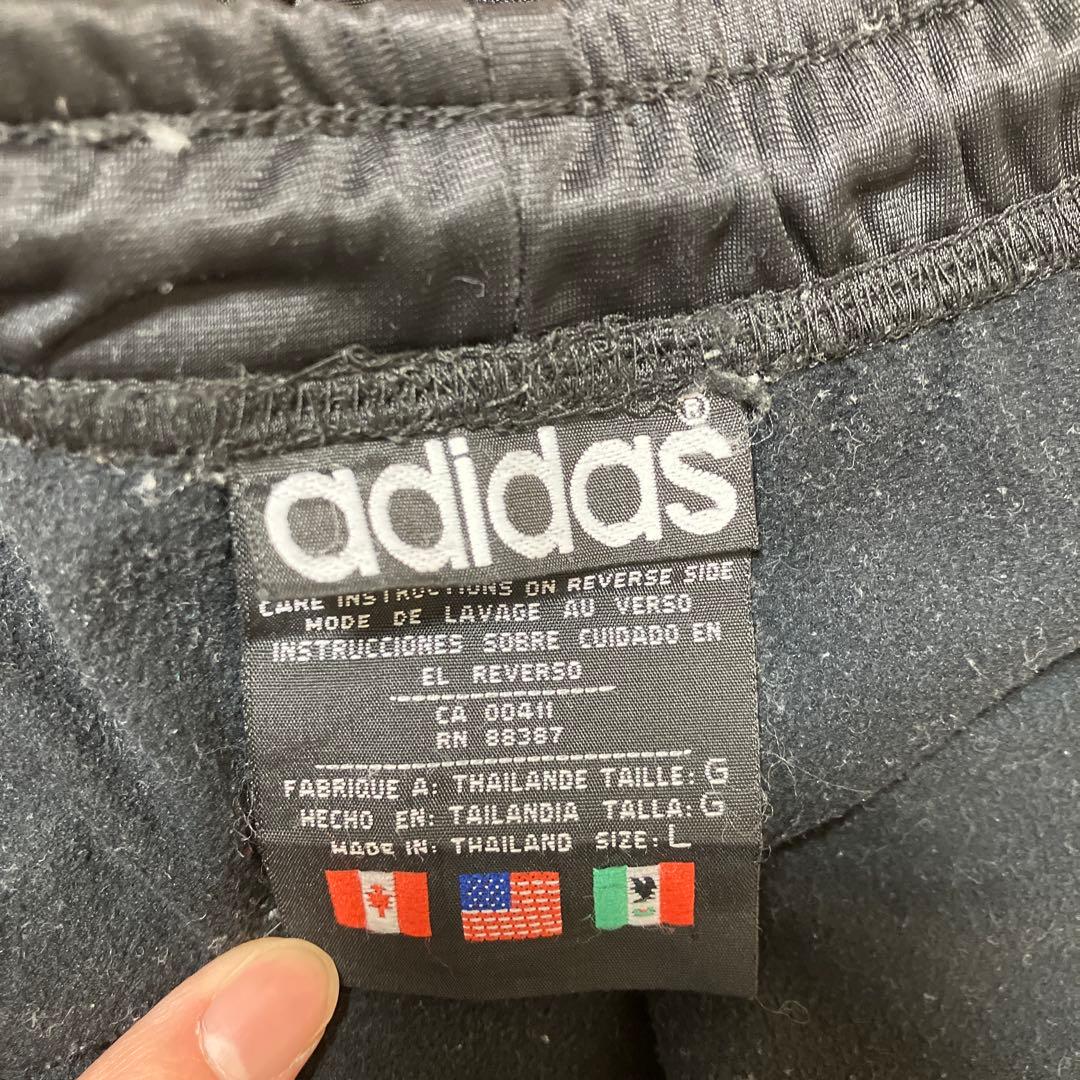 adidas®
CARE INSTRUCTIONS ON REVERSE SIDE
MODE DE LAVAGE AU VERSO
INSTRUCCIONES SOBRE CUIDADO EN
EL REVERSO
CA 00411
RN 88387
FABRIQUE A: THAILANDE TAILLE: G
HECHO EN: TAILANDIA TALLA: G
MADE IN: THAILAND SIZE: L